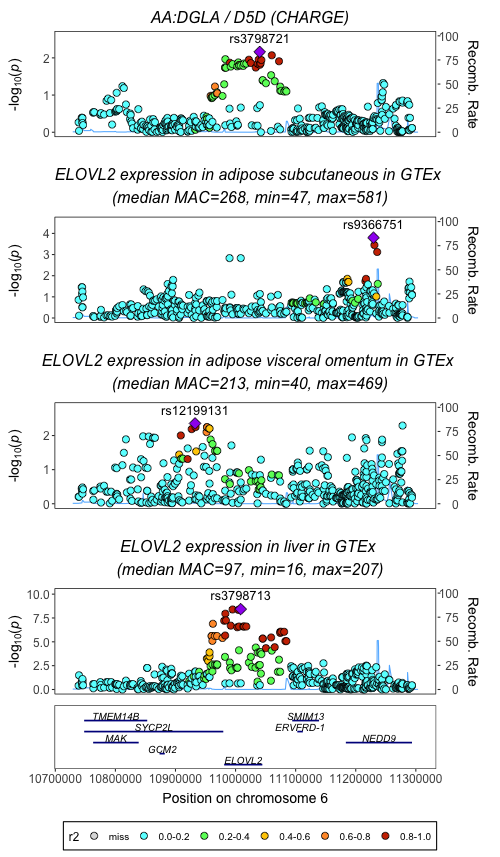 AA:DGLA / D5D (CHARGE)
rs3798721
-log10(p)
Recomb. Rate
2
1
0
100
75
50
25
0
ELOVL2 expression in adipose subcutaneous in GTEx
(median MAC=268, min=47, max=581)
rs9366751
-log10(p)
Recomb. Rate
4
3
2
1
0
100
75
50
25
0
ELOVL2 expression in adipose visceral omentum in GTEx
(median MAC=213, min=40, max=469)
rs12199131
-log10(p)
Recomb. Rate
2
1
0
100
75
50
25
0
ELOVL2 expression in liver in GTEx
(median MAC=97, min=16, max=207)
rs3798713
-log10(p)
Recomb. Rate
10.0
7.5
5.0
2.5
0.0
100
75
50
25
0
TMEM14B SMIM13
SYCP2L ERVERD-1
MAK NEDD9
GCM2
ELOVL2
10700000 10800000 10900000 11000000 11100000 11200000 11300000
Position on chromosome 6
r2 miss 0.0-0.2 0.2-0.4 0.4-0.6 0.6-0.8 0.8-1.0